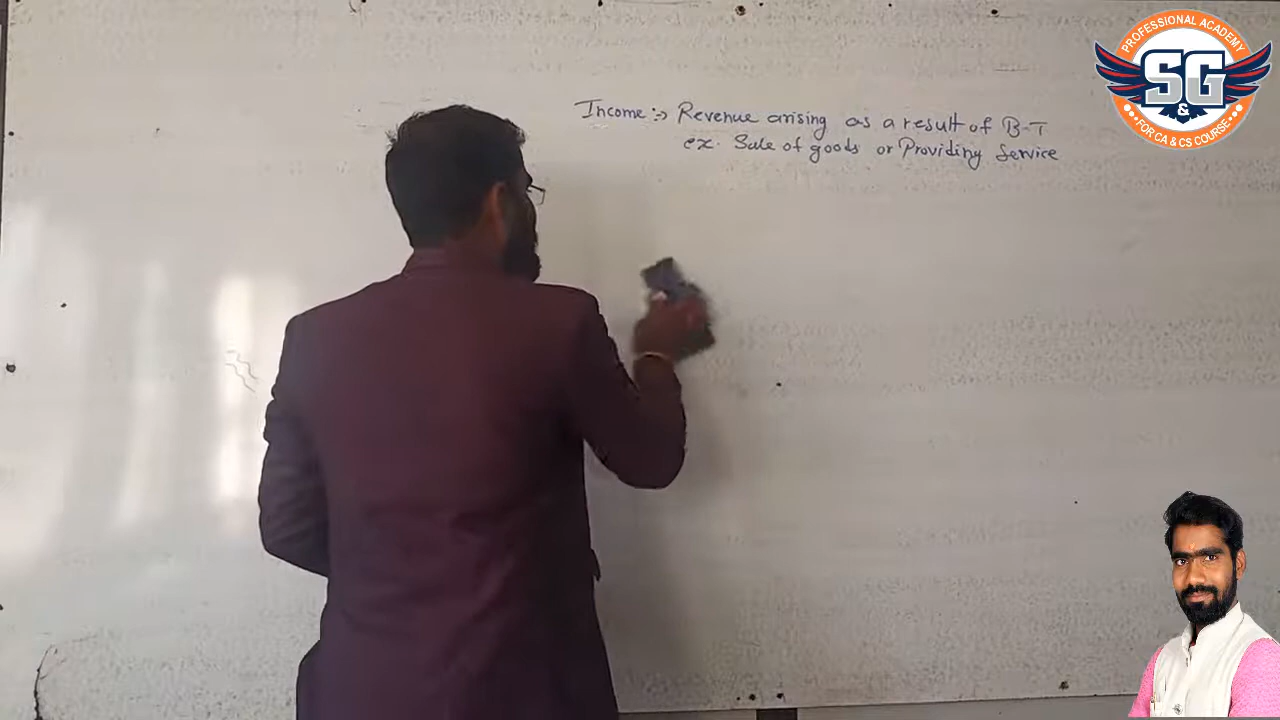 Income :-> Revenue arising as a result of B-T
ex. Sale of goods or Providing Service
PROFESSIONAL ACADEMY
SG
&
FOR CA & CS COURSE